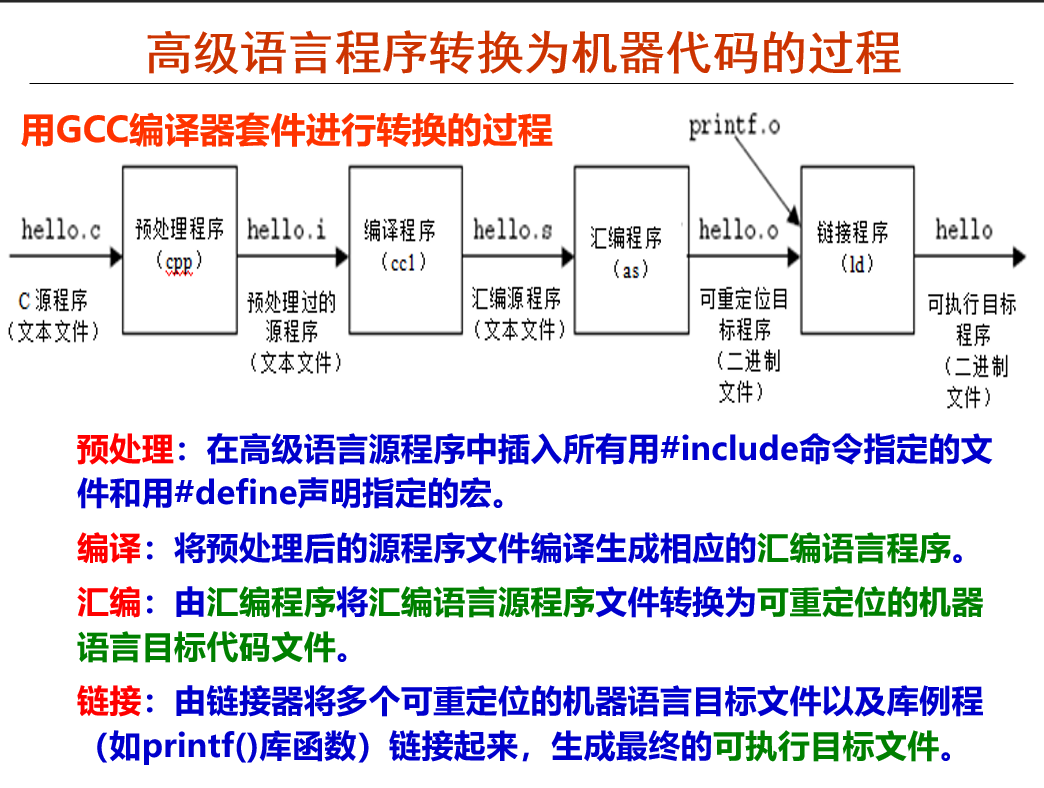 高级语言程序转换为机器代码的过程
用GCC编译器套件进行转换的过程
printf.o
hello.c
预处理程序
(cpp)
hello.i
编译程序
(cc1)
hello.s
汇编程序
(as)
hello.o
链接程序
(ld)
hello
C 源程序
(文本文件)
预处理过的
源程序
(文本文件)
汇编源程序
(文本文件)
可重定位目
标程序
(二进制
文件)
可执行目标
程序
(二进制
文件)
预处理：在高级语言源程序中插入所有用#include命令指定的文
件和用#define声明指定的宏。
编译：将预处理后的源程序文件编译生成相应的汇编语言程序。
汇编：由汇编程序将汇编语言源程序文件转换为可重定位的机器
语言目标代码文件。
链接：由链接器将多个可重定位的机器语言目标文件以及库例程
（如printf()库函数）链接起来，生成最终的可执行目标文件。